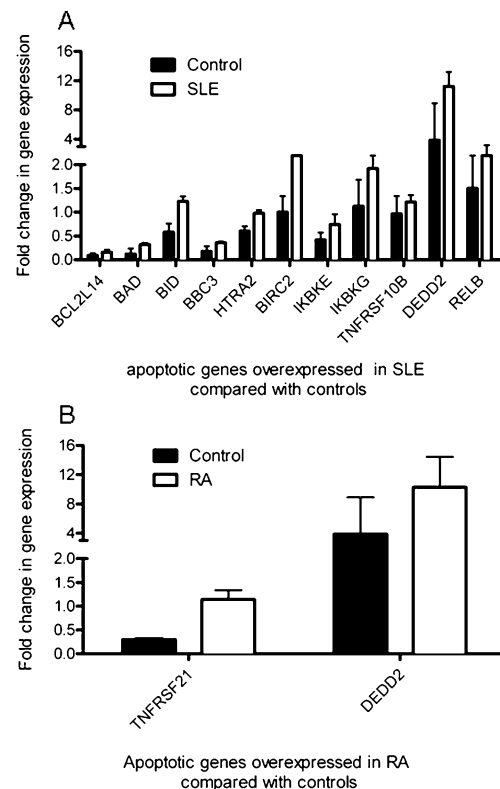 A
Fold change in gene expression
16
12
8
4
2.0
1.5
1.0
0.5
0.0
Control
SLE
BCL2L14
BAD
BID
BBC3
HTRA2
BIRC2
IKBKE
IKBKG
TNFRSF10B
DEDD2
RELB
apoptotic genes overexpressed in SLE
compared with controls
B
Fold change in gene expression
16
12
8
4
2.0
1.5
1.0
0.5
0.0
Control
RA
TNFRSF21
DEDD2
Apoptotic genes overexpressed in RA
compared with controls